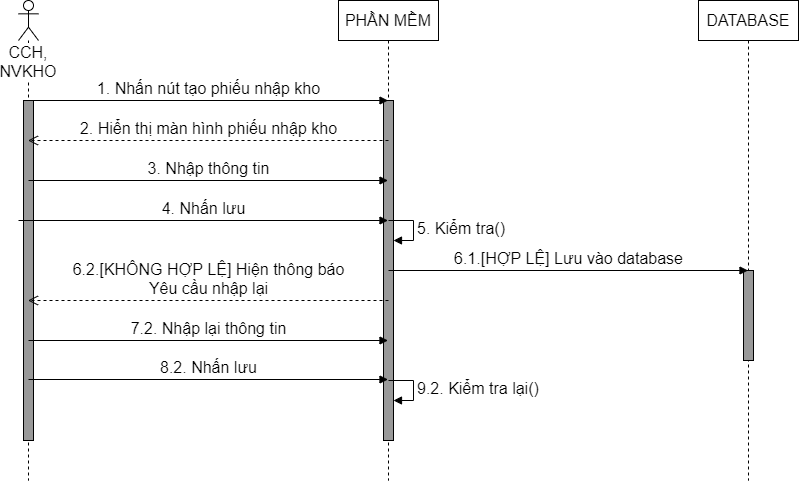 CCH,
NVKHO
PHẦN MỀM
DATABASE
1. Nhấn nút tạo phiếu nhập kho
2. Hiển thị màn hình phiếu nhập kho
3. Nhập thông tin
4. Nhấn lưu
5. Kiểm tra()
6.1.[HỢP LỆ] Lưu vào database
6.2.[KHÔNG HỢP LỆ] Hiện thông báo
Yêu cầu nhập lại
7.2. Nhập lại thông tin
8.2. Nhấn lưu
9.2. Kiểm tra lại()